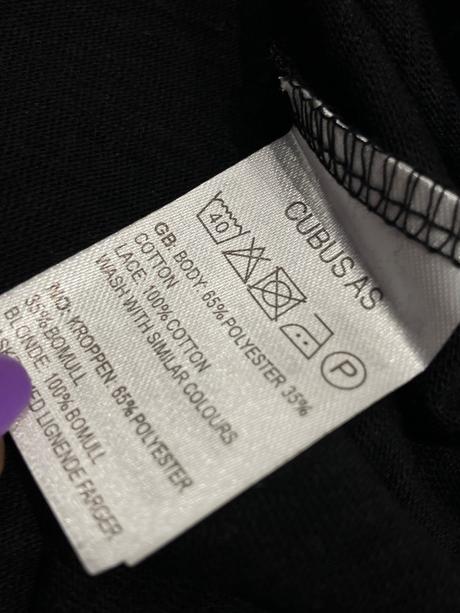 CUBUS AS
40 P
GB: BODY: 65% POLYESTER 35%
COTTON
LACE: 100% COTTON
WASH WITH SIMILAR COLOURS
NO: KROPPEN: 65% POLYESTER
35% BOMULL
BLONDE: 100% BOMULL
MED LIGNENDE FARGER